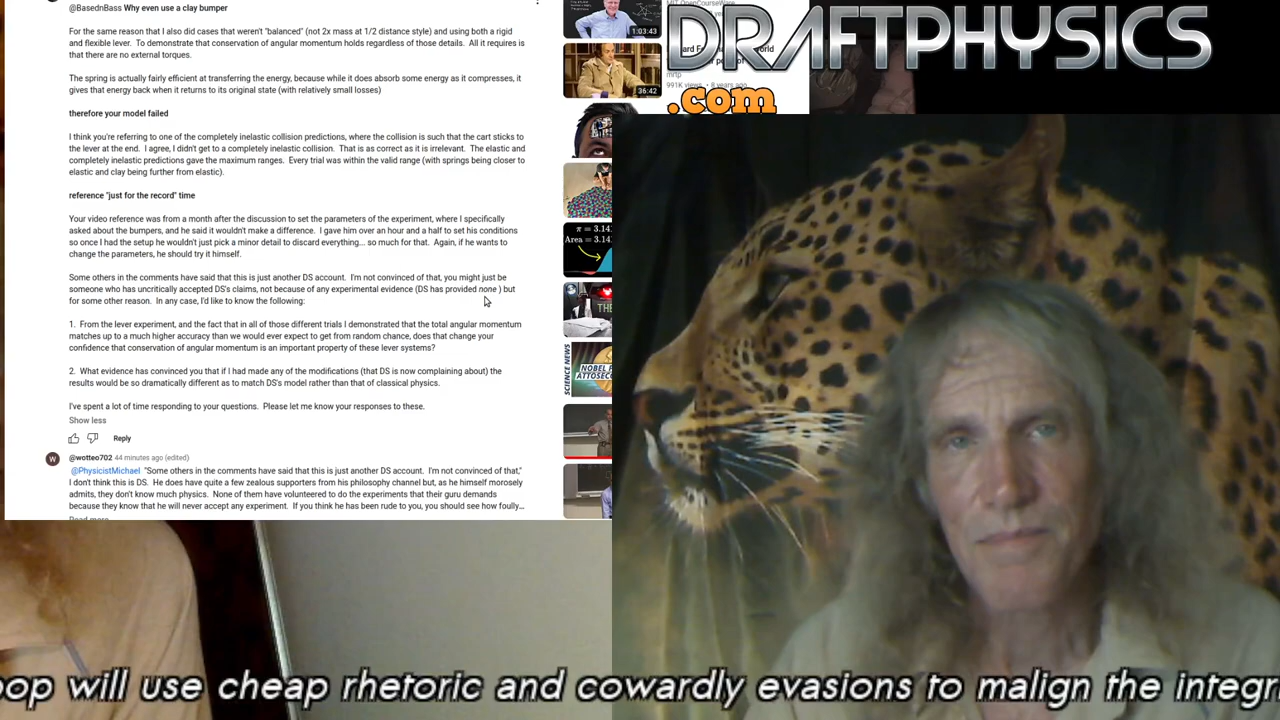 @BasednBass Why even use a clay bumper
For the same reason that I also did cases that weren't "balanced" (not 2x mass at 1/2 distance style) and using both a rigid
and flexible lever. To demonstrate that conservation of angular momentum holds regardless of those details. All it requires is
that there are no external torques.
The spring is actually fairly efficient at transferring the energy, because while it does absorb some energy as it compresses, it
gives that energy back when it returns to its original state (with relatively small losses)
therefore your model failed
I think you're referring to one of the completely inelastic collision predictions, where the collision is such that the cart sticks to
the lever at the end. I agree, I didn't get to a completely inelastic collision. That is as correct as it is irrelevant. The elastic and
completely inelastic predictions gave the maximum ranges. Every trial was within the valid range (with springs being closer to
elastic and clay being further from elastic).
reference "just for the record" time
Your video reference was from a month after the discussion to set the parameters of the experiment, where I specifically
asked about the bumpers, and he said it wouldn't make a difference. I gave him over an hour and a half to set his conditions
so once I had the setup he wouldn't just pick a minor detail to discard everything... so much for that. Again, if he wants to
change the parameters, he should try it himself.
Some others in the comments have said that this is just another DS account. I'm not convinced of that, you might just be
someone who has uncritically accepted DS's claims, not because of any experimental evidence (DS has provided none ) but
for some other reason. In any case, I'd like to know the following:
1. From the lever experiment, and the fact that in all of those different trials I demonstrated that the total angular momentum
matches up to a much higher accuracy than we would ever expect to get from random chance, does that change your
confidence that conservation of angular momentum is an important property of these lever systems?
2. What evidence has convinced you that if I had made any of the modifications (that DS is now complaining about) the
results would be so dramatically different as to match DS's model rather than that of classical physics.
I've spent a lot of time responding to your questions. Please let me know your responses to these.
Show less
Reply
W @wotteo702 44 minutes ago (edited)
@PhysicistMichael "Some others in the comments have said that this is just another DS account. I'm not convinced of that,"
I don't think this is DS. He does have quite a few zealous supporters from his philosophy channel but, as he himself morosely
admits, they don't know much physics. None of them have volunteered to do the experiments that their guru demands
because they know that he will never accept any experiment. If you think he has been rude to you, you should see how foully...
Read more
MIT OpenCourseWare
1:03:43
mrtp
991K views • 8 years ago
36:42
π = 3.141
Area = 3.141
THE
SCIENCE NEWS
NOBEL
ATTOSEC
DRAFTPHYSICS
.com
oop will use cheap rhetoric and cowardly evasions to malign the integr